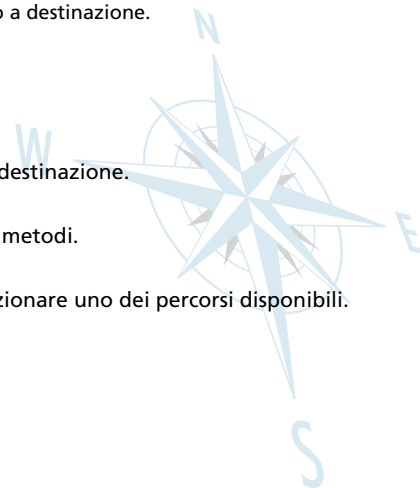 N
o a destinazione.
W
destinazione.
E
metodi.
zionare uno dei percorsi disponibili.
S